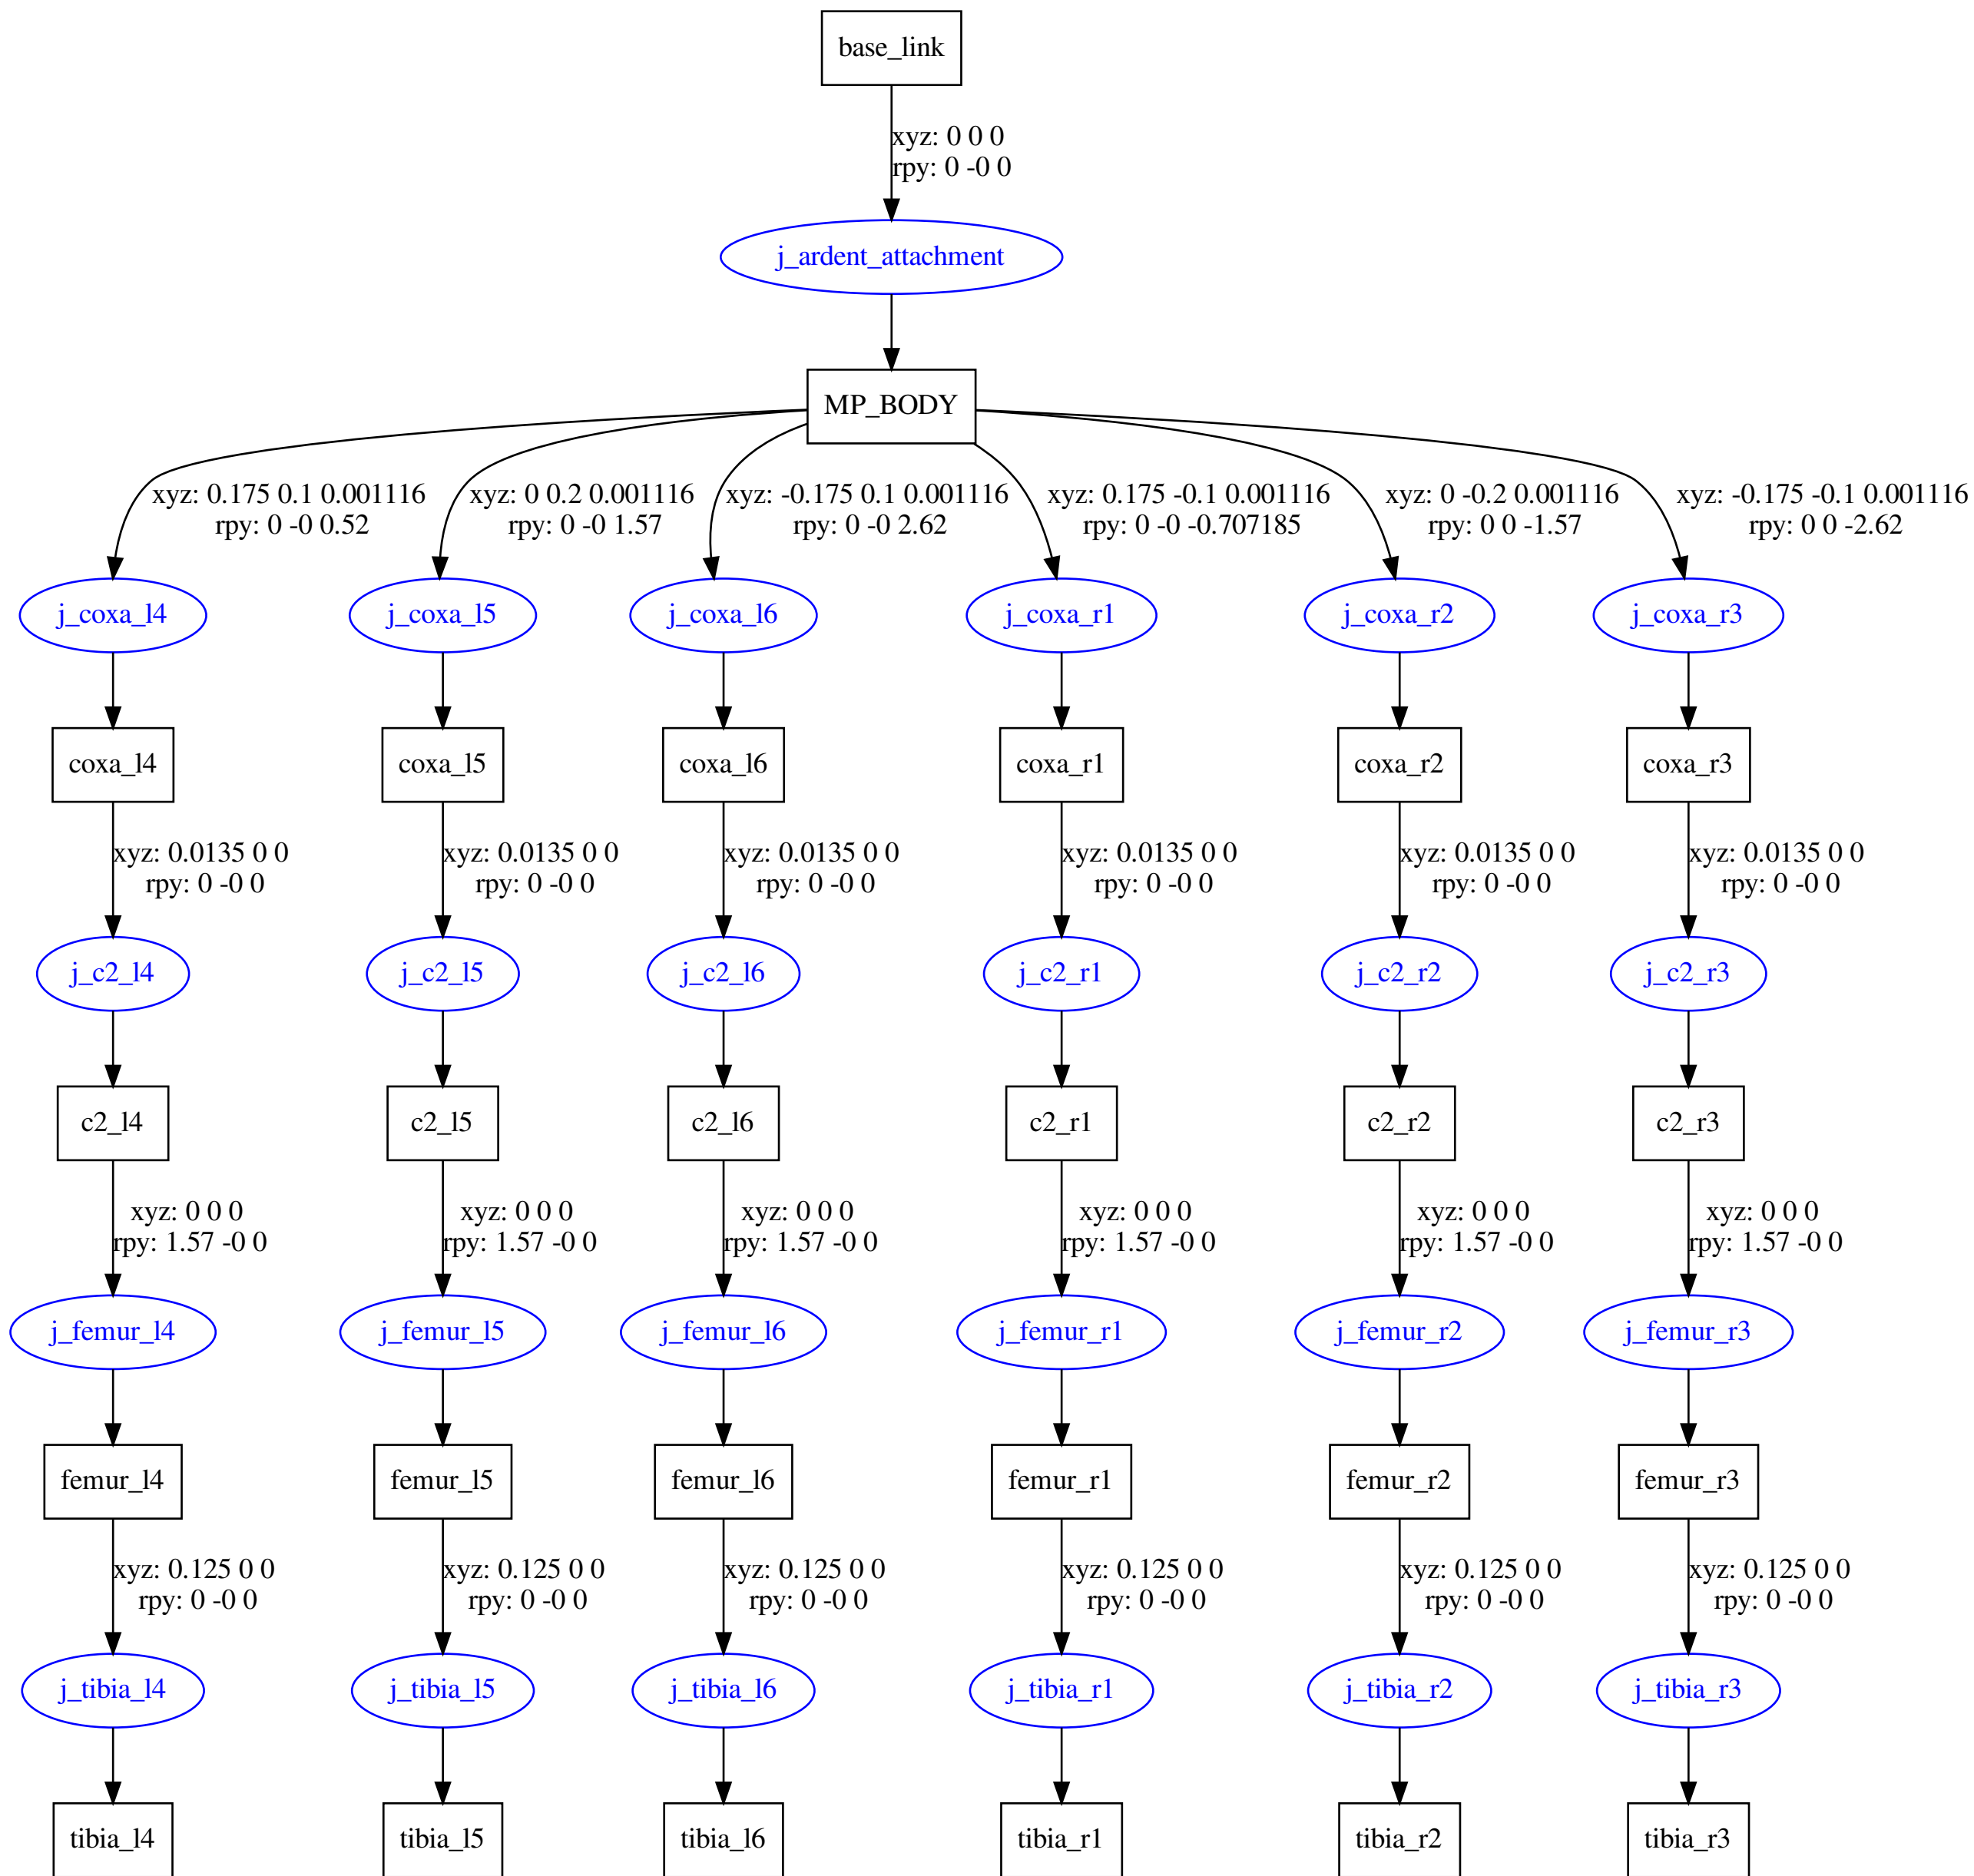 base_link
xyz: 0 0 0
rpy: 0 -0 0
j_ardent_attachment
MP_BODY
xyz: 0.175 0.1 0.001116
rpy: 0 -0 0.52
xyz: 0 0.2 0.001116
rpy: 0 -0 1.57
xyz: -0.175 0.1 0.001116
rpy: 0 -0 2.62
xyz: 0.175 -0.1 0.001116
rpy: 0 -0 -0.707185
xyz: 0 -0.2 0.001116
rpy: 0 0 -1.57
xyz: -0.175 -0.1 0.001116
rpy: 0 0 -2.62
j_coxa_l4
j_coxa_l5
j_coxa_l6
j_coxa_r1
j_coxa_r2
j_coxa_r3
coxa_l4
coxa_l5
coxa_l6
coxa_r1
coxa_r2
coxa_r3
xyz: 0.0135 0 0
rpy: 0 -0 0
xyz: 0.0135 0 0
rpy: 0 -0 0
xyz: 0.0135 0 0
rpy: 0 -0 0
xyz: 0.0135 0 0
rpy: 0 -0 0
xyz: 0.0135 0 0
rpy: 0 -0 0
xyz: 0.0135 0 0
rpy: 0 -0 0
j_c2_l4
j_c2_l5
j_c2_l6
j_c2_r1
j_c2_r2
j_c2_r3
c2_l4
c2_l5
c2_l6
c2_r1
c2_r2
c2_r3
xyz: 0 0 0
rpy: 1.57 -0 0
xyz: 0 0 0
rpy: 1.57 -0 0
xyz: 0 0 0
rpy: 1.57 -0 0
xyz: 0 0 0
rpy: 1.57 -0 0
xyz: 0 0 0
rpy: 1.57 -0 0
xyz: 0 0 0
rpy: 1.57 -0 0
j_femur_l4
j_femur_l5
j_femur_l6
j_femur_r1
j_femur_r2
j_femur_r3
femur_l4
femur_l5
femur_l6
femur_r1
femur_r2
femur_r3
xyz: 0.125 0 0
rpy: 0 -0 0
xyz: 0.125 0 0
rpy: 0 -0 0
xyz: 0.125 0 0
rpy: 0 -0 0
xyz: 0.125 0 0
rpy: 0 -0 0
xyz: 0.125 0 0
rpy: 0 -0 0
xyz: 0.125 0 0
rpy: 0 -0 0
j_tibia_l4
j_tibia_l5
j_tibia_l6
j_tibia_r1
j_tibia_r2
j_tibia_r3
tibia_l4
tibia_l5
tibia_l6
tibia_r1
tibia_r2
tibia_r3